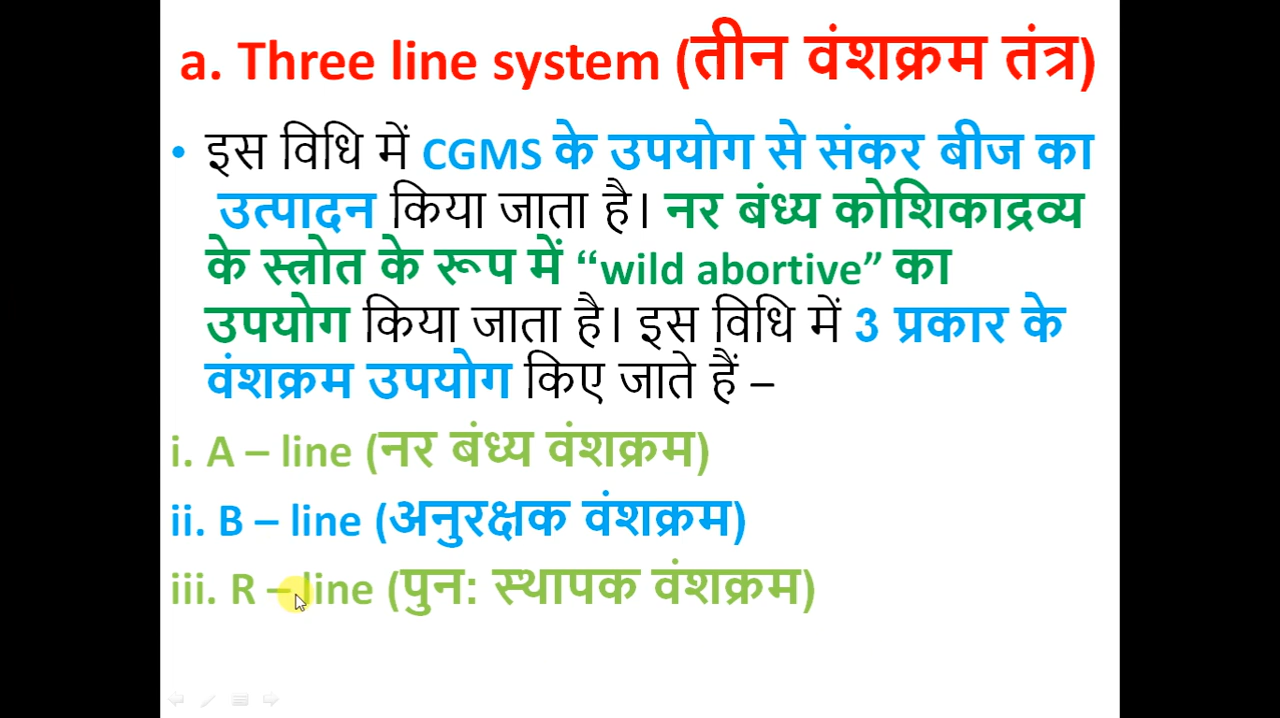 a. Three line system (तीन वंशक्रम तंत्र)
• इस विधि में CGMS के उपयोग से संकर बीज का
उत्पादन किया जाता है। नर बंध्य कोशिकाद्रव्य
के स्त्रोत के रूप में “wild abortive” का
उपयोग किया जाता है। इस विधि में 3 प्रकार के
वंशक्रम उपयोग किए जाते हैं –
i. A – line (नर बंध्य वंशक्रम)
ii. B – line (अनुरक्षक वंशक्रम)
iii. R – line (पुन: स्थापक वंशक्रम)